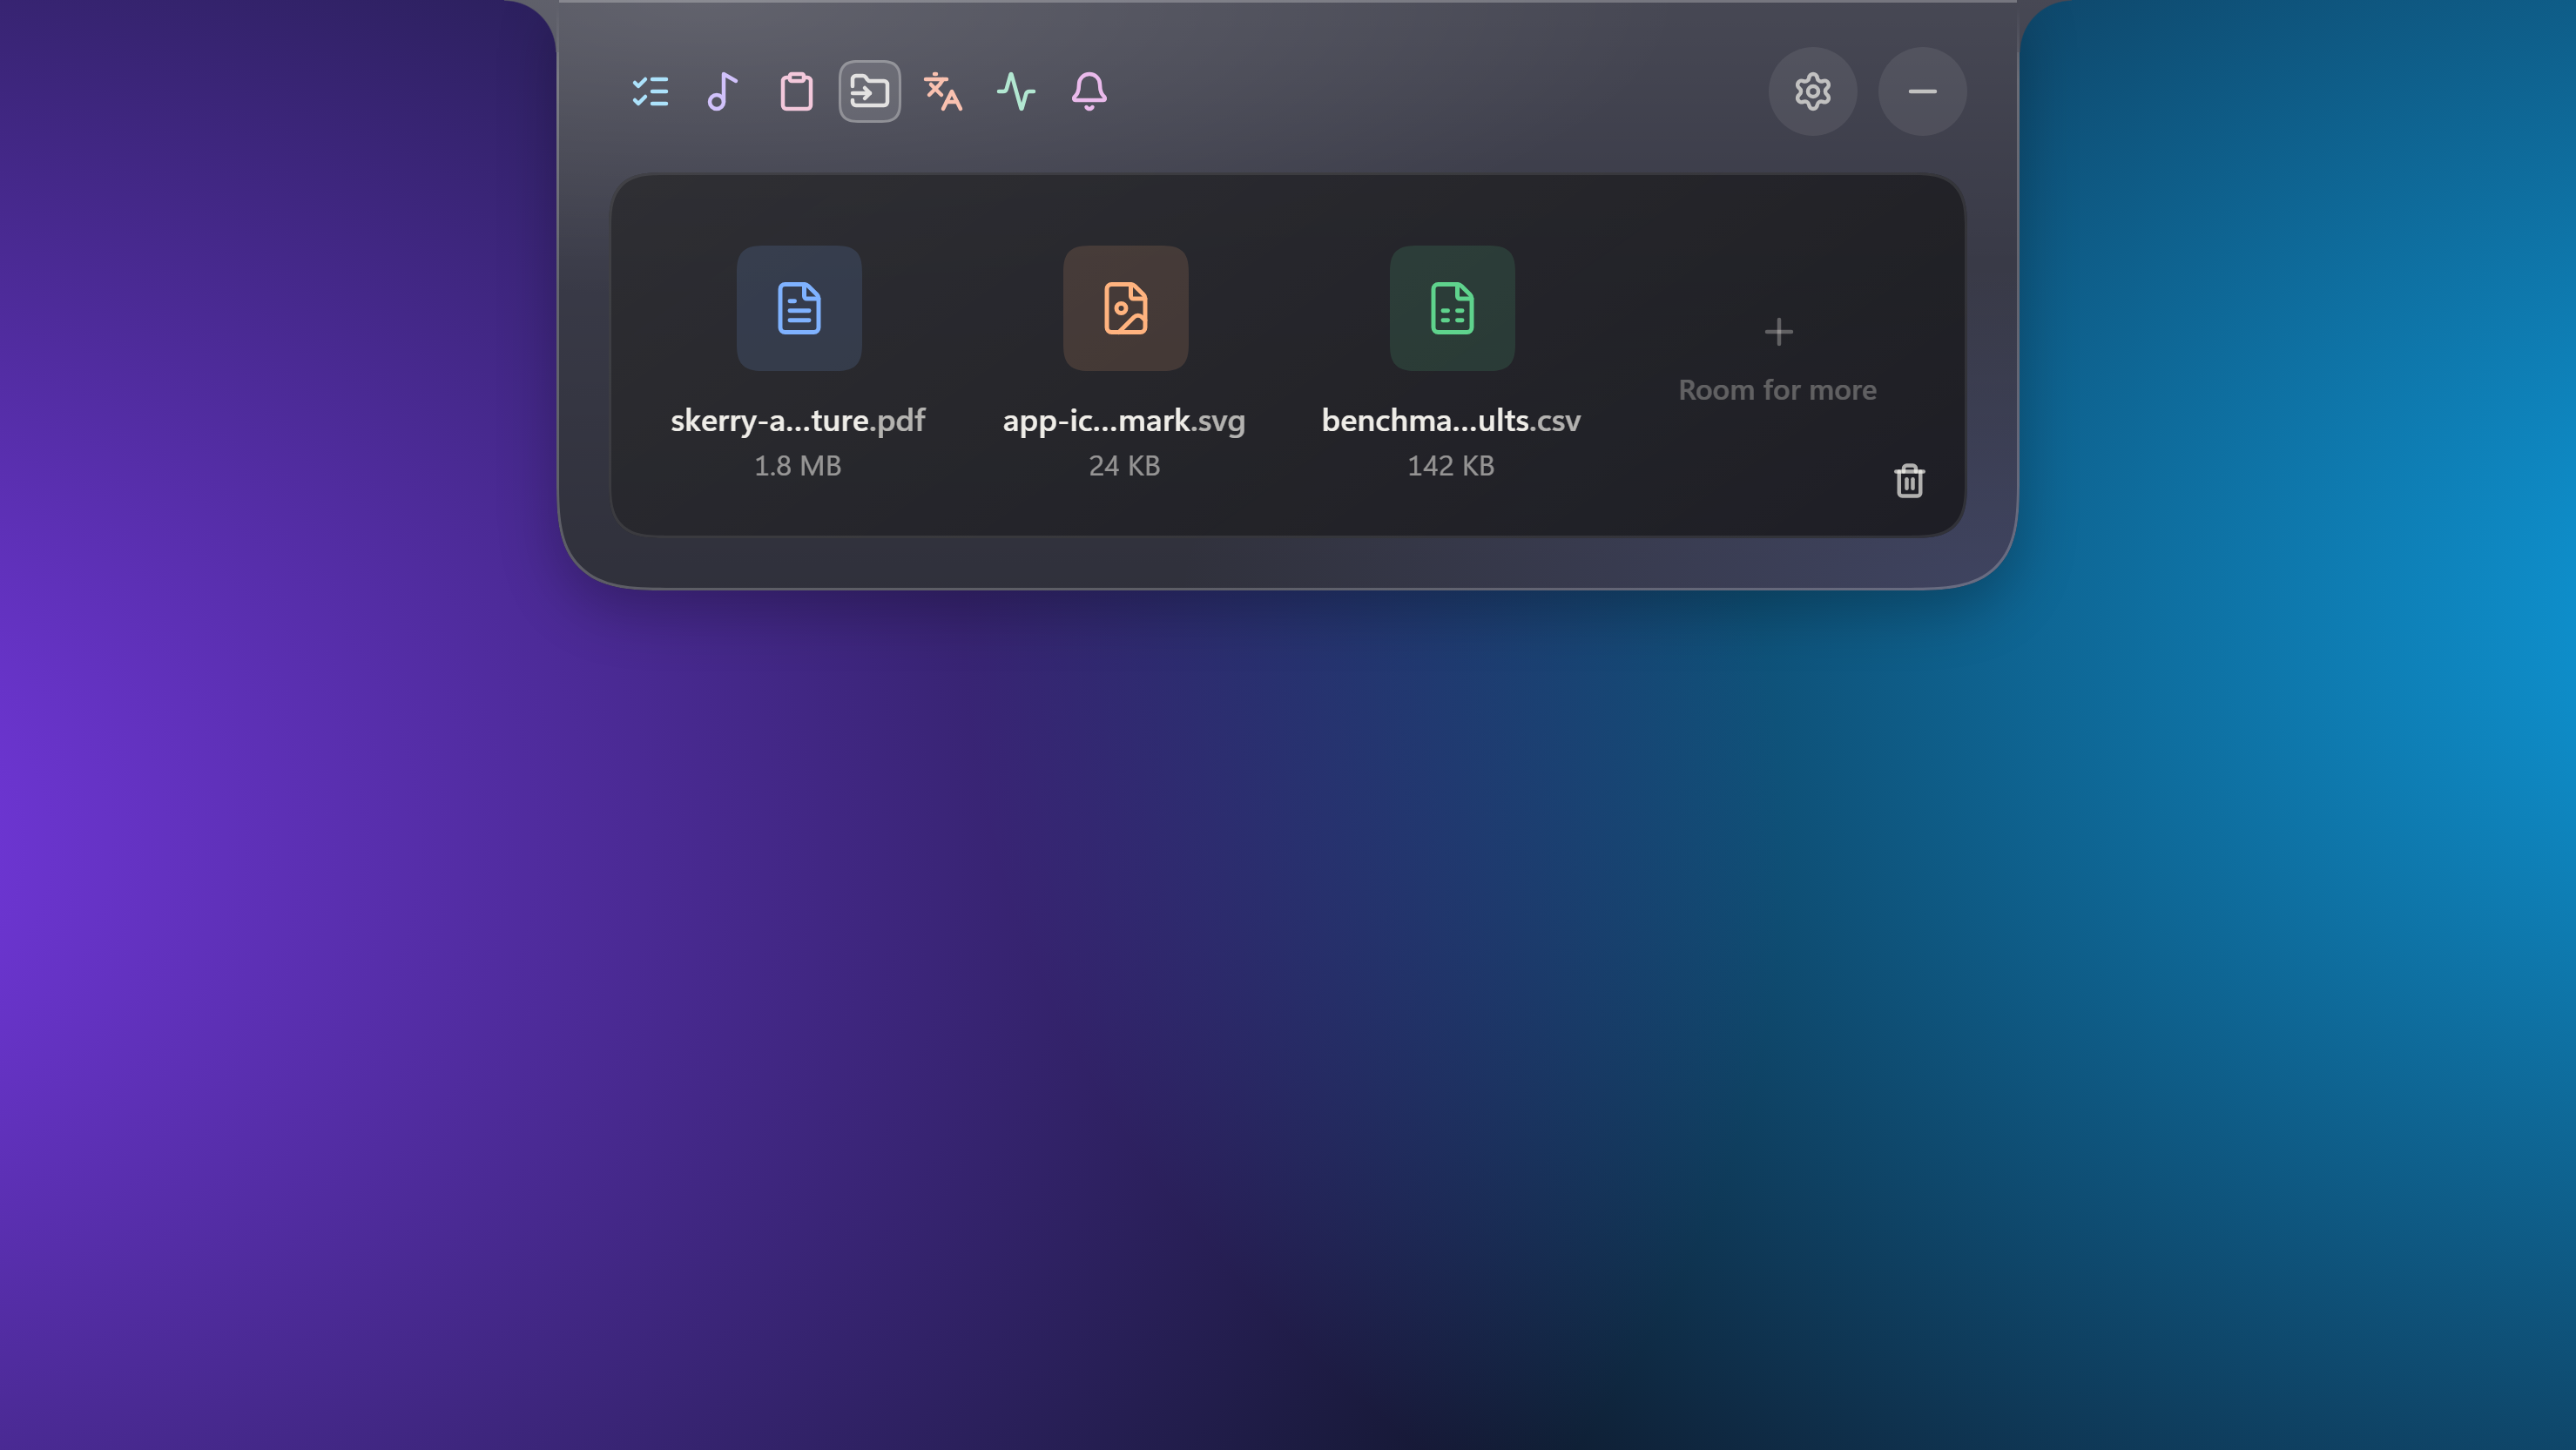 skerry-a...ture.pdf
1.8 MB
app-ic...mark.svg
24 KB
benchma...ults.csv
142 KB
Room for more